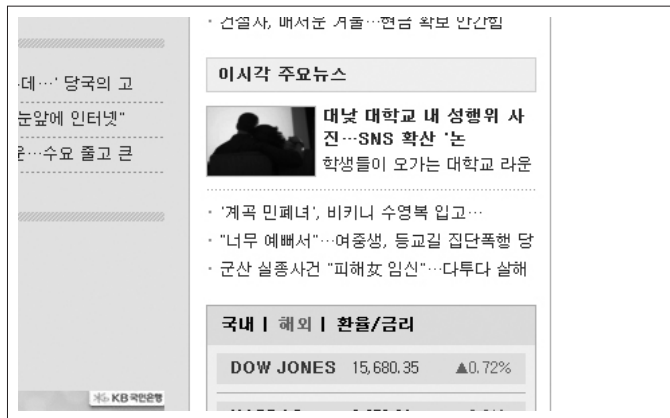 건설사, 매서운 겨울…현금 확보 안간힘
데…' 당국의 고
눈앞에 인터넷"
…수요 줄고 큰
이시각 주요뉴스
대낮 대학교 내 성행위 사
진…SNS 확산 '논
학생들이 오가는 대학교 라운
· '계곡 민폐녀', 비키니 수영복 입고…
· "너무 예뻐서"…여중생, 등교길 집단폭행 당
· 군산 실종사건 "피해女 임신"…다투다 살해
국내 | 해외 | 환율/금리
DOW JONES 15,680.35 ▲0.72%
KB국민은행